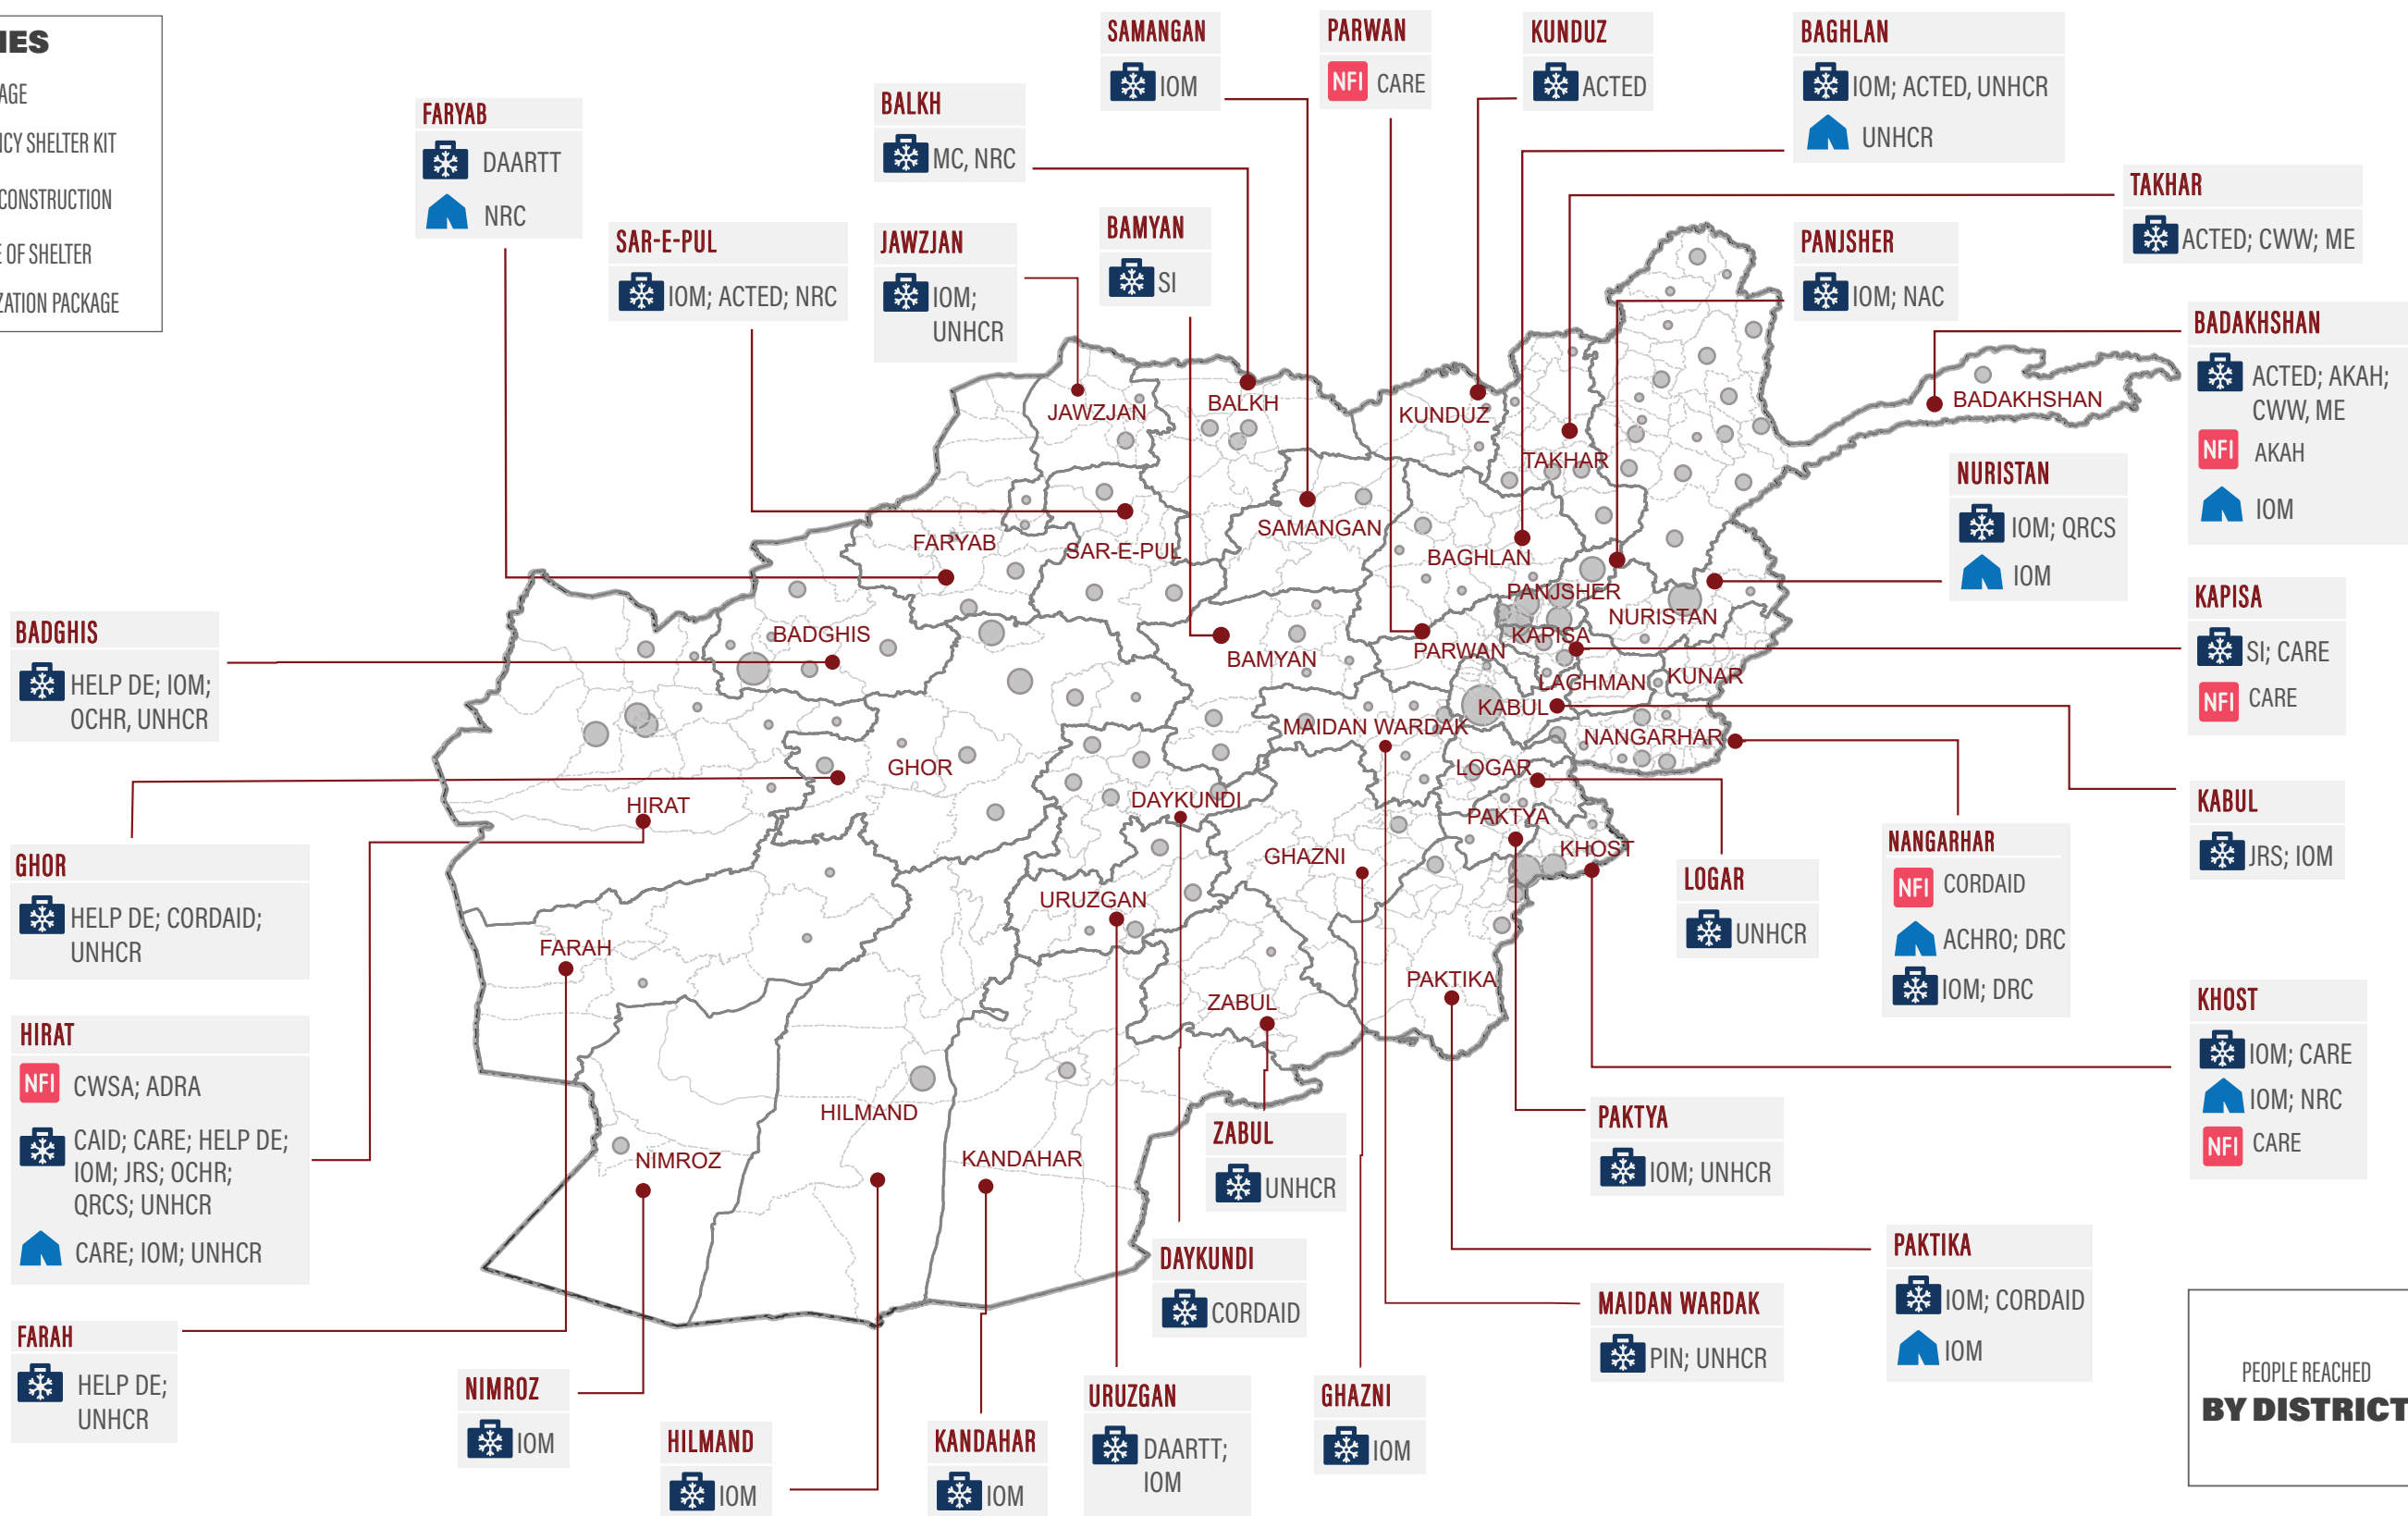 SAMANGAN
IOM
PARWAN
NFI CARE
KUNDUZ
ACTED
BAGHLAN
IOM; ACTED, UNHCR
UNHCR
FARYAB
DAARTT
NRC
BALKH
MC, NRC
TAKHAR
ACTED; CWW; ME
SAR-E-PUL
IOM; ACTED; NRC
JAWZJAN
IOM;
UNHCR
BAMYAN
SI
PANJSHER
IOM; NAC
BADAKHSHAN
ACTED; AKAH;
CWW, ME
NFI AKAH
IOM
NURISTAN
IOM; QRCS
IOM
KAPISA
SI; CARE
NFI CARE
KABUL
JRS; IOM
NANGARHAR
NFI CORDAID
ACHRO; DRC
IOM; DRC
LOGAR
UNHCR
KHOST
IOM; CARE
IOM; NRC
NFI CARE
PAKTYA
IOM; UNHCR
PAKTIKA
IOM; CORDAID
IOM
MAIDAN WARDAK
PIN; UNHCR
ZABUL
UNHCR
DAYKUNDI
CORDAID
GHAZNI
IOM
URUZGAN
DAARTT;
IOM
KANDAHAR
IOM
HILMAND
IOM
NIMROZ
IOM
BADGHIS
HELP DE; IOM;
OCHR, UNHCR
GHOR
HELP DE; CORDAID;
UNHCR
HIRAT
NFI CWSA; ADRA
CAID; CARE; HELP DE;
IOM; JRS; OCHR;
QRCS; UNHCR
CARE; IOM; UNHCR
FARAH
HELP DE;
UNHCR
JAWZJAN
BALKH
KUNDUZ
BADAKHSHAN
TAKHAR
SAMANGAN
FARYAB
SAR-E-PUL
BAGHLAN
PANJSHER
NURISTAN
BADGHIS
KAPISA
BAMYAN
PARWAN
LAGHMAN
KUNAR
KABUL
MAIDAN WARDAK
NANGARHAR
GHOR
LOGAR
HIRAT
DAYKUNDI
PAKTYA
GHAZNI
KHOST
URUZGAN
FARAH
PAKTIKA
ZABUL
HILMAND
NIMROZ
KANDAHAR
CONSTRUCTION
OF SHELTER
SHELTER KIT
PACKAGE
PEOPLE REACHED
BY DISTRICT